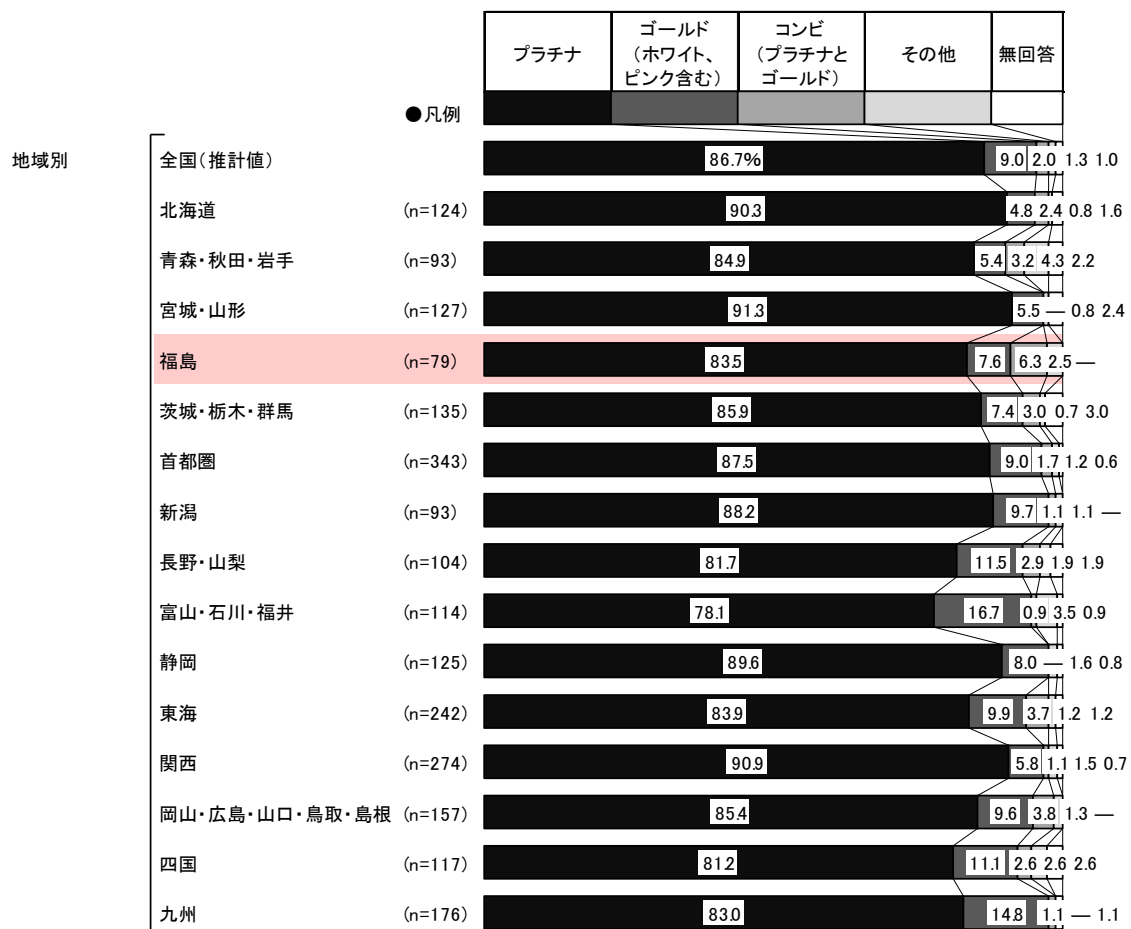 プラチナ
ゴールド
(ホワイト、
ピンク含む)
コンビ
(プラチナと
ゴールド)
その他
無回答
●凡例
地域別
全国(推計値) 86.7% 9.0 2.0 1.3 1.0
北海道 (n=124) 90.3 4.8 2.4 0.8 1.6
青森・秋田・岩手 (n=93) 84.9 5.4 3.2 4.3 2.2
宮城・山形 (n=127) 91.3 5.5 ― 0.8 2.4
福島 (n=79) 83.5 7.6 6.3 2.5 ―
茨城・栃木・群馬 (n=135) 85.9 7.4 3.0 0.7 3.0
首都圏 (n=343) 87.5 9.0 1.7 1.2 0.6
新潟 (n=93) 88.2 9.7 1.1 1.1 ―
長野・山梨 (n=104) 81.7 11.5 2.9 1.9 1.9
富山・石川・福井 (n=114) 78.1 16.7 0.9 3.5 0.9
静岡 (n=125) 89.6 8.0 ― 1.6 0.8
東海 (n=242) 83.9 9.9 3.7 1.2 1.2
関西 (n=274) 90.9 5.8 1.1 1.5 0.7
岡山・広島・山口・鳥取・島根 (n=157) 85.4 9.6 3.8 1.3 ―
四国 (n=117) 81.2 11.1 2.6 2.6 2.6
九州 (n=176) 83.0 14.8 1.1 ― 1.1